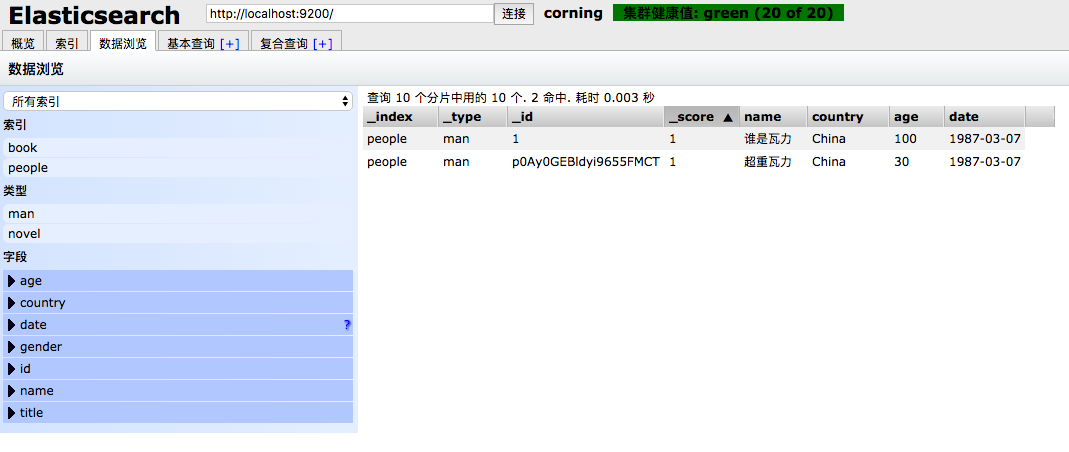 Elasticsearch http://localhost:9200/ 连接 corning 集群健康值: green (20 of 20)
概览 索引 数据浏览 基本查询 [+] 复合查询 [+]
数据浏览
所有索引
索引
book
people
类型
man
novel
字段
age
country
date ?
gender
id
name
title
查询 10 个分片中用的 10 个. 2 命中. 耗时 0.003 秒
_index _type _id _score ▲ name country age date
people man 1 1 谁是瓦力 China 100 1987-03-07
people man p0Ay0GEBldyi9655FMCT 1 超重瓦力 China 30 1987-03-07